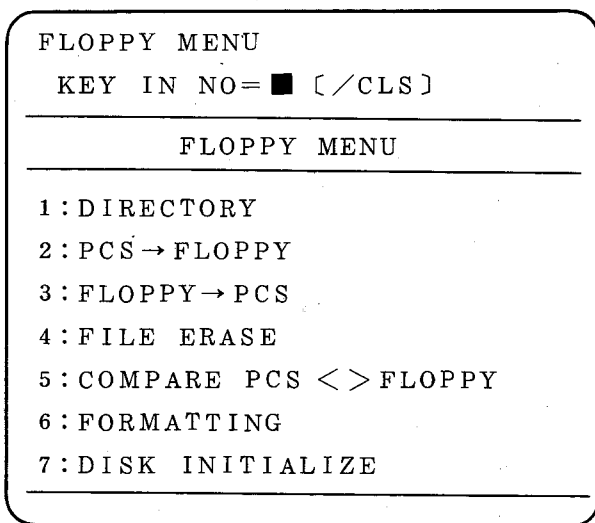 FLOPPY MENU
KEY IN NO=■ 〔/CLS〕
FLOPPY MENU
1:DIRECTORY
2:PCS→FLOPPY
3:FLOPPY→PCS
4:FILE ERASE
5:COMPARE PCS <>FLOPPY
6:FORMATTING
7:DISK INITIALIZE